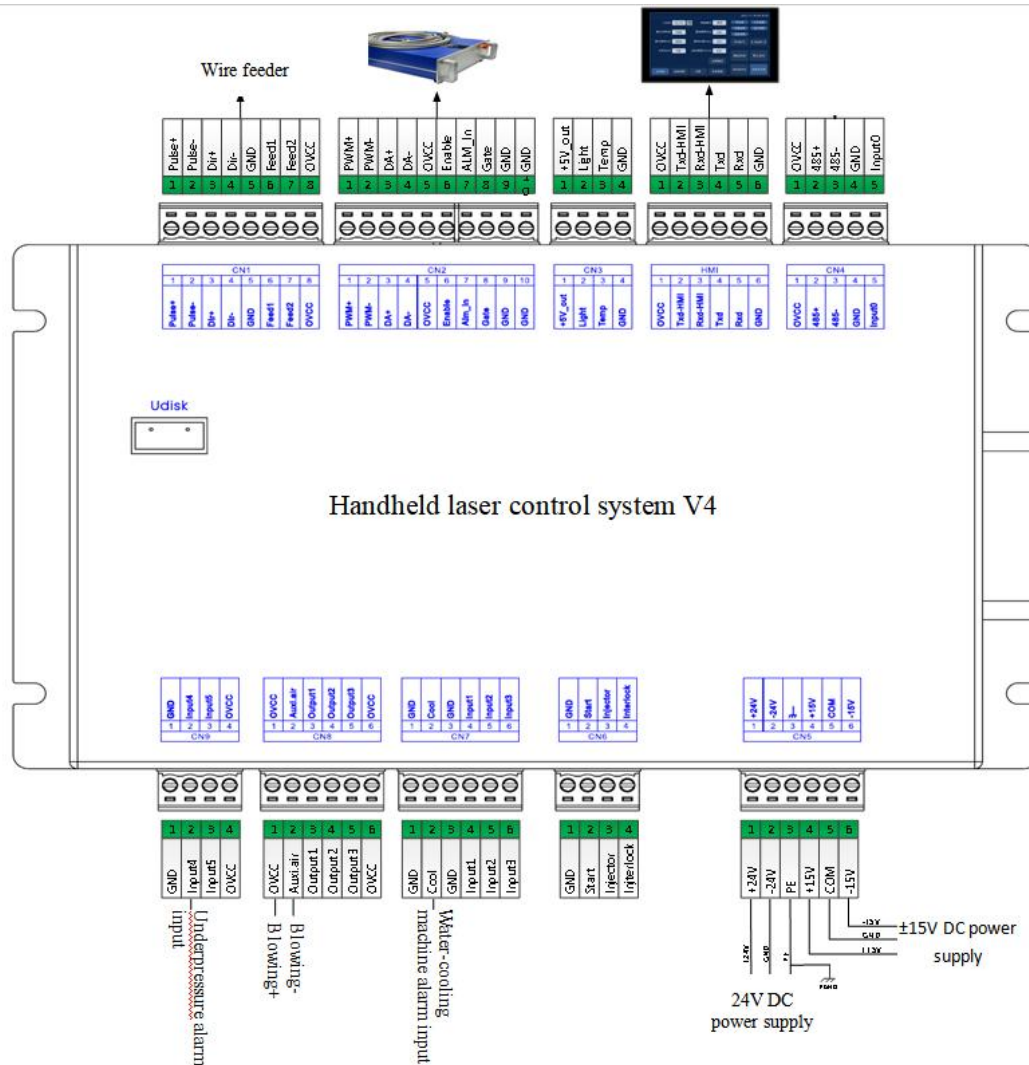 Wire feeder
Pulse+ Pulse- Dir+ Dir- GND Feed1 Feed2 OVCC
1 2 3 4 5 6 7 8
PWM+ PWM- DA+ DA- OVCC Enable ALM_In Gate GND GND
1 2 3 4 5 6 7 8 9 10
+5V_out Light Temp GND
1 2 3 4
OVCC Txd-HMI Rxd-HMI Txd Rxd GND
1 2 3 4 5 6
OVCC 485+ 485- GND Input0
1 2 3 4 5
CN1
1 2 3 4 5 6 7 8
Pulse+ Pulse- Dir+ Dir- GND Feed1 Feed2 OVCC
CN2
1 2 3 4 5 6 7 8 9 10
PWM+ PWM- DA+ DA- OVCC Enable Alm_In Gate GND GND
CN3
1 2 3 4
+5V_out Light Temp GND
HMI
1 2 3 4 5 6
OVCC Txd-HMI Rxd-HMI Txd Rxd GND
CN4
1 2 3 4 5
OVCC 485+ 485- GND Input0
Udisk
Handheld laser control system V4
GND Input4 Input5 OVCC
1 2 3 4
CN9
OVCC Auxi.air Output1 Output2 Output3 OVCC
1 2 3 4 5 6
CN8
GND Cool GND Input1 Input2 Input3
1 2 3 4 5 6
CN7
GND Start Injector Interlock
1 2 3 4
CN6
+24V -24V +15V COM -15V
1 2 3 4 5 6
CN5
1 2 3 4
GND Input4 Input5 OVCC
1 2 3 4 5 6
OVCC Auxi.air Output1 Output2 Output3 OVCC
1 2 3 4 5 6
GND Cool GND Input1 Input2 Input3
1 2 3 4
GND Start Injector Interlock
1 2 3 4 5 6
+24V -24V PE +15V COM -15V
Underpressure alarm
input
Blowing+
Blowing-
Water-cooling
machine alarm input
GND
PE
-15V
GND
±15V DC power
supply
24V DC
power supply